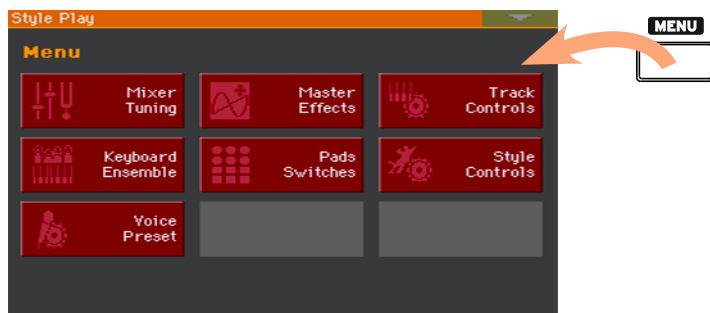 Style Play
MENU
Menu
Mixer
Tuning
Master
Effects
Track
Controls
Keyboard
Ensemble
Pads
Switches
Style
Controls
Voice
Preset